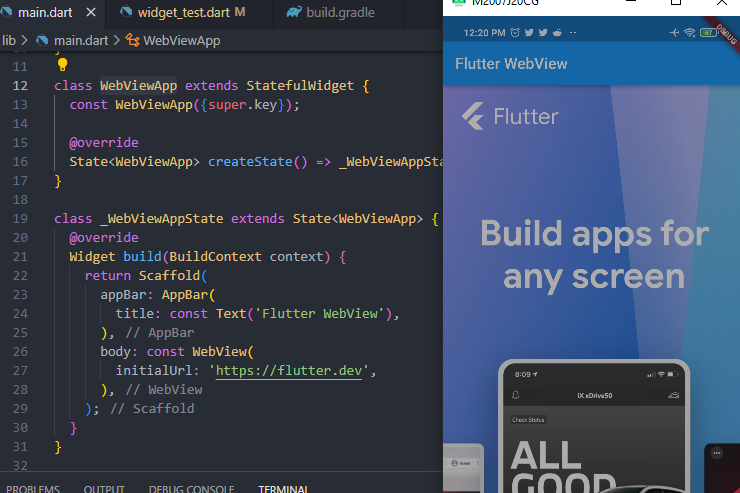 main.dart
widget_test.dart M
build.gradle
lib > main.dart > WebViewApp
11
12 class WebViewApp extends StatefulWidget {
13 const WebViewApp({super.key});
14
15 @override
16 State<WebViewApp> createState() => _WebViewAppSta
17 }
18
19 class _WebViewAppState extends State<WebViewApp> {
20 @override
21 Widget build(BuildContext context) {
22 return Scaffold(
23 appBar: AppBar(
24 title: const Text('Flutter WebView'),
25 ), // AppBar
26 body: const WebView(
27 initialUrl: 'https://flutter.dev',
28 ), // WebView
29 ); // Scaffold
30 }
31 }
32
PROBLEMS OUTPUT DEBUG CONSOLE TERMINAL
M2007J20CG
12:20 PM
67
DEBUG
Flutter WebView
Flutter
Build apps for
any screen
8:09
iX xDrive50
Check Status
ALL
GOOD